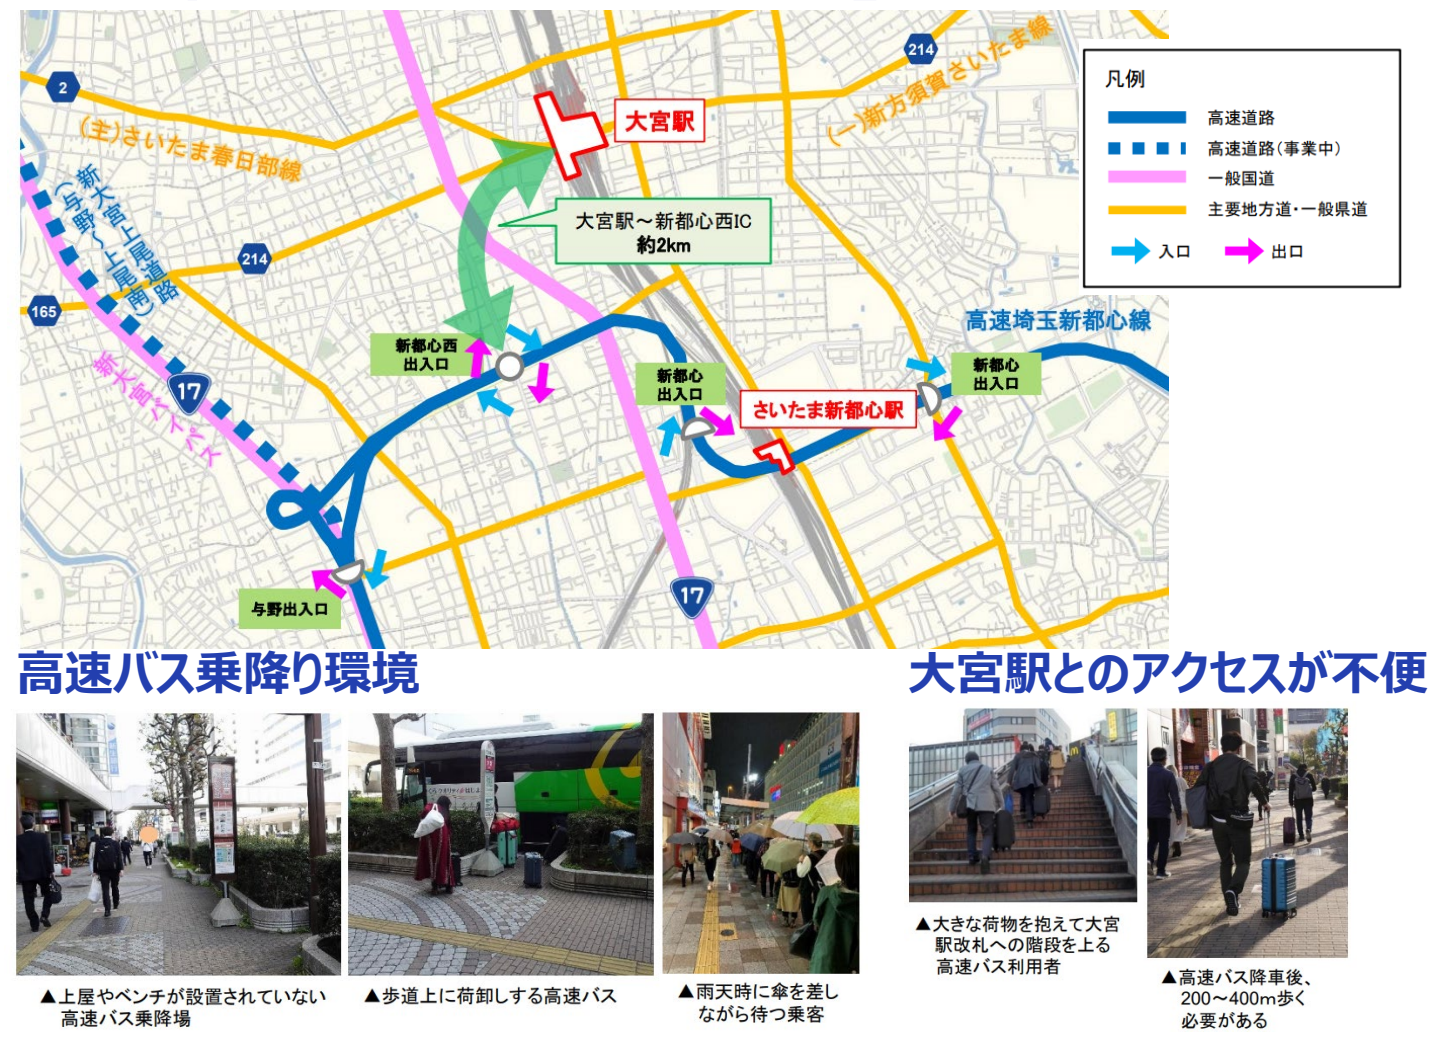 2
214
(主)さいたま春日部線
(一)新方須賀さいたま線
大宮駅
凡例
高速道路
高速道路(事業中)
一般国道
主要地方道・一般県道
入口
出口
新大宮上尾道路
(与野〜上尾南)
214
165
大宮駅〜新都心西IC
約2km
高速埼玉新都心線
新都心西
出入口
新都心
出入口
新都心
出入口
さいたま新都心駅
17
新大宮バイパス
17
与野出入口
高速バス乗降り環境
大宮駅とのアクセスが不便
▲上屋やベンチが設置されていない
高速バス乗降場
▲歩道上に荷卸しする高速バス
▲雨天時に傘を差し
ながら待つ乗客
▲大きな荷物を抱えて大宮
駅改札への階段を上る
高速バス利用者
▲高速バス降車後、
200〜400m歩く
必要がある